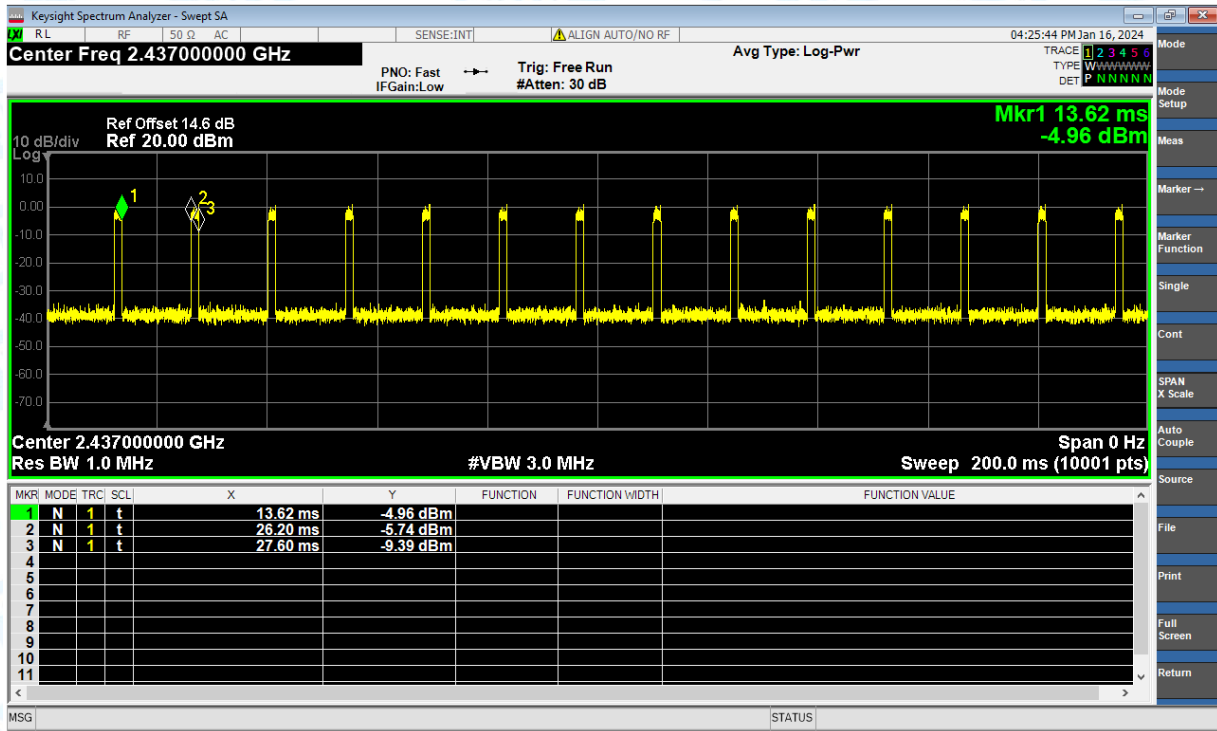 Keysight Spectrum Analyzer - Swept SA
LXI RL RF 50 Ω AC SENSE:INT ALIGN AUTO/NO RF 04:25:44 PM Jan 16, 2024
Center Freq 2.437000000 GHz
PNO: Fast
IFGain:Low
Trig: Free Run
#Atten: 30 dB
Avg Type: Log-Pwr
TRACE 1 2 3 4 5 6
TYPE WWWWWW
DET P N N N N N
Ref Offset 14.6 dB
10 dB/div Ref 20.00 dBm
Log
Mkr1 13.62 ms
-4.96 dBm
10.0
0.00
-10.0
-20.0
-30.0
-40.0
-50.0
-60.0
-70.0
1
2
3
Center 2.437000000 GHz Span 0 Hz
Res BW 1.0 MHz #VBW 3.0 MHz Sweep 200.0 ms (10001 pts)
MKR MODE TRC SCL X Y FUNCTION FUNCTION WIDTH FUNCTION VALUE
1 N 1 t 13.62 ms -4.96 dBm
2 N 1 t 26.20 ms -5.74 dBm
3 N 1 t 27.60 ms -9.39 dBm
4
5
6
7
8
9
10
11
MSG STATUS
Mode
Mode
Setup
Meas
Marker →
Marker
Function
Single
Cont
SPAN
X Scale
Auto
Couple
Source
File
Print
Full
Screen
Return